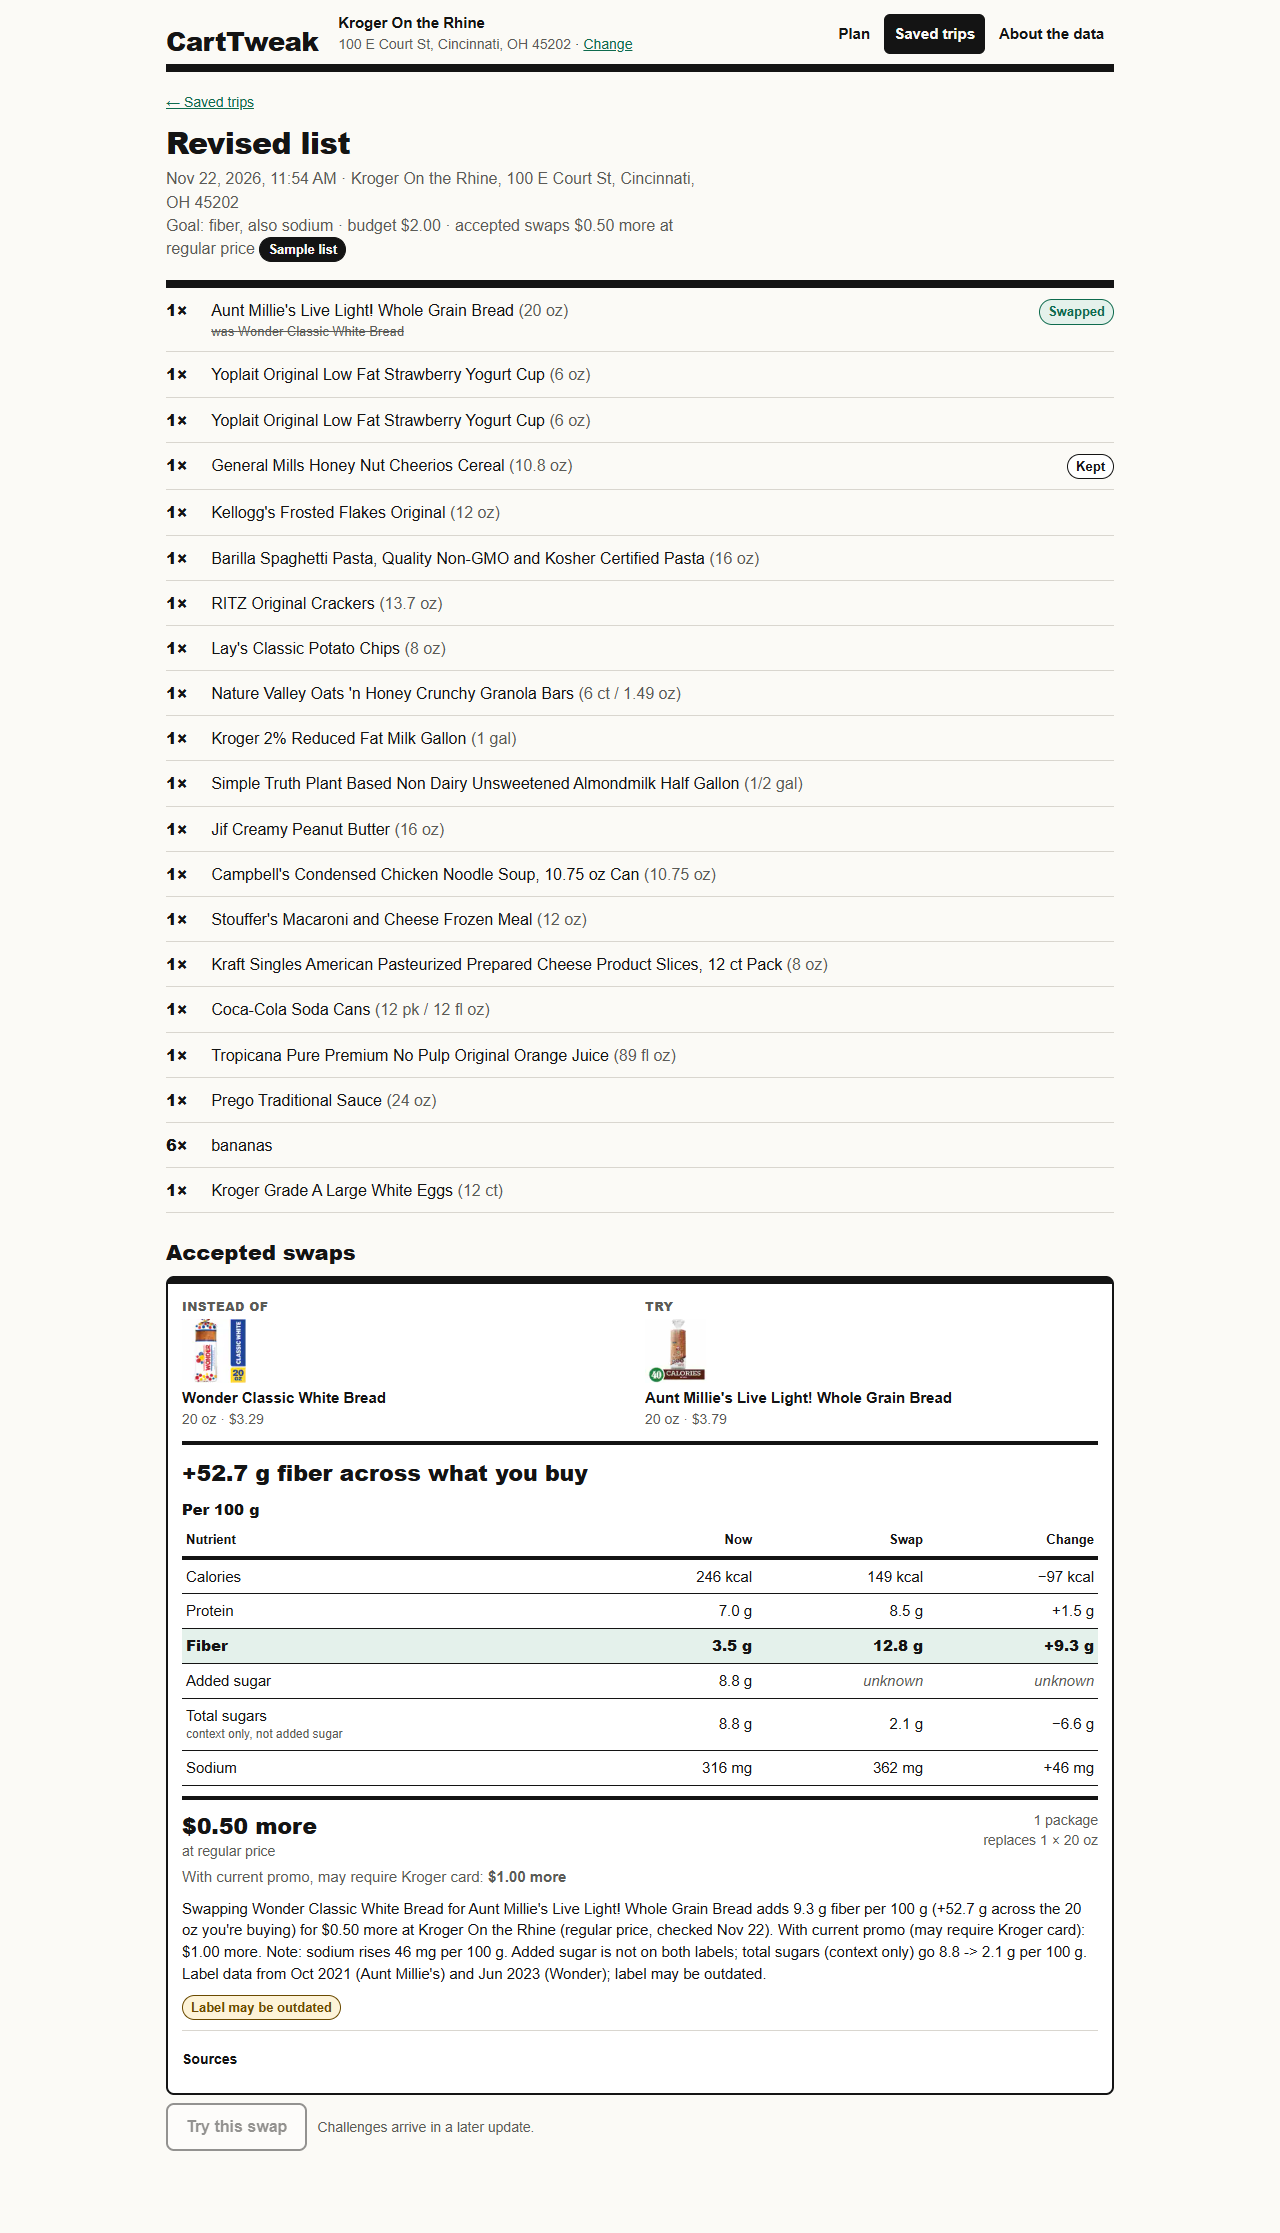 CartTweak
Kroger On the Rhine
100 E Court St, Cincinnati, OH 45202 · Change
Plan
Saved trips
About the data
← Saved trips
Revised list
Nov 22, 2026, 11:54 AM · Kroger On the Rhine, 100 E Court St, Cincinnati,
OH 45202
Goal: fiber, also sodium · budget $2.00 · accepted swaps $0.50 more at
regular price Sample list
1× Aunt Millie's Live Light! Whole Grain Bread (20 oz) Swapped
was Wonder Classic White Bread
1× Yoplait Original Low Fat Strawberry Yogurt Cup (6 oz)
1× Yoplait Original Low Fat Strawberry Yogurt Cup (6 oz)
1× General Mills Honey Nut Cheerios Cereal (10.8 oz) Kept
1× Kellogg's Frosted Flakes Original (12 oz)
1× Barilla Spaghetti Pasta, Quality Non-GMO and Kosher Certified Pasta (16 oz)
1× RITZ Original Crackers (13.7 oz)
1× Lay's Classic Potato Chips (8 oz)
1× Nature Valley Oats 'n Honey Crunchy Granola Bars (6 ct / 1.49 oz)
1× Kroger 2% Reduced Fat Milk Gallon (1 gal)
1× Simple Truth Plant Based Non Dairy Unsweetened Almondmilk Half Gallon (1/2 gal)
1× Jif Creamy Peanut Butter (16 oz)
1× Campbell's Condensed Chicken Noodle Soup, 10.75 oz Can (10.75 oz)
1× Stouffer's Macaroni and Cheese Frozen Meal (12 oz)
1× Kraft Singles American Pasteurized Prepared Cheese Product Slices, 12 ct Pack (8 oz)
1× Coca-Cola Soda Cans (12 pk / 12 fl oz)
1× Tropicana Pure Premium No Pulp Original Orange Juice (89 fl oz)
1× Prego Traditional Sauce (24 oz)
6× bananas
1× Kroger Grade A Large White Eggs (12 ct)
Accepted swaps
INSTEAD OF
WONDER
CLASSIC WHITE
20
OZ
Wonder Classic White Bread
20 oz · $3.29
TRY
40 CALORIES
Aunt Millie's Live Light! Whole Grain Bread
20 oz · $3.79
+52.7 g fiber across what you buy
Per 100 g
Nutrient Now Swap Change
Calories 246 kcal 149 kcal −97 kcal
Protein 7.0 g 8.5 g +1.5 g
Fiber 3.5 g 12.8 g +9.3 g
Added sugar 8.8 g unknown unknown
Total sugars 8.8 g 2.1 g −6.6 g
context only, not added sugar
Sodium 316 mg 362 mg +46 mg
$0.50 more
at regular price
1 package
replaces 1 × 20 oz
With current promo, may require Kroger card: $1.00 more
Swapping Wonder Classic White Bread for Aunt Millie's Live Light! Whole Grain Bread adds 9.3 g fiber per 100 g (+52.7 g across the 20
oz you're buying) for $0.50 more at Kroger On the Rhine (regular price, checked Nov 22). With current promo (may require Kroger card):
$1.00 more. Note: sodium rises 46 mg per 100 g. Added sugar is not on both labels; total sugars (context only) go 8.8 -> 2.1 g per 100 g.
Label data from Oct 2021 (Aunt Millie's) and Jun 2023 (Wonder); label may be outdated.
Label may be outdated
Sources
Try this swap
Challenges arrive in a later update.